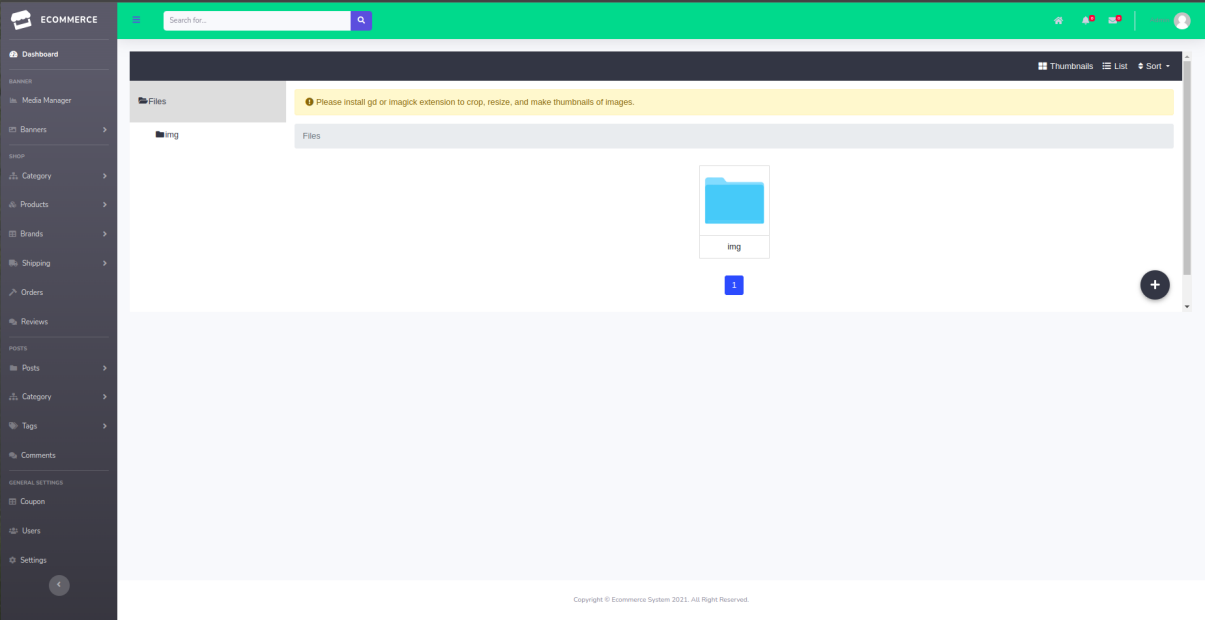 ECOMMERCE
Search for...
0
0
Dashboard
BANNER
Media Manager
Banners
SHOP
Category
Products
Brands
Shipping
Orders
Reviews
POSTS
Posts
Category
Tags
Comments
GENERAL SETTINGS
Coupon
Users
Settings
Thumbnails List Sort
Files
img
Please install gd or imagick extension to crop, resize, and make thumbnails of images.
Files
img
1
Copyright © Ecommerce System 2021. All Right Reserved.